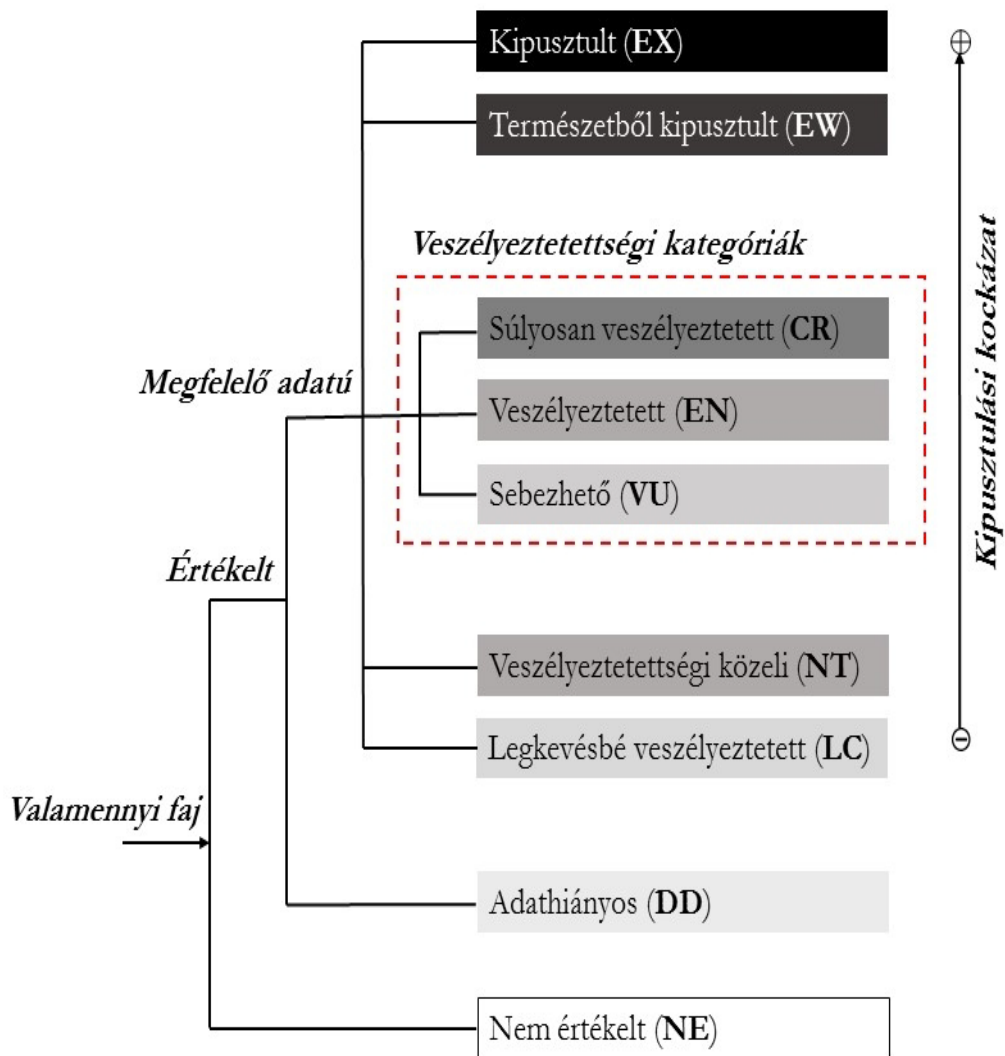 Kipusztult (EX)
Természetből kipusztult (EW)
Veszélyeztetettségi kategóriák
Súlyosan veszélyeztetett (CR)
Megfelelő adatú
Veszélyeztetett (EN)
Sebezhető (VU)
Kipusztulási kockázat
Értékelt
Veszélyeztetettségi közeli (NT)
Legkevésbé veszélyeztetett (LC)
Valamennyi faj
Adathiányos (DD)
Nem értékelt (NE)